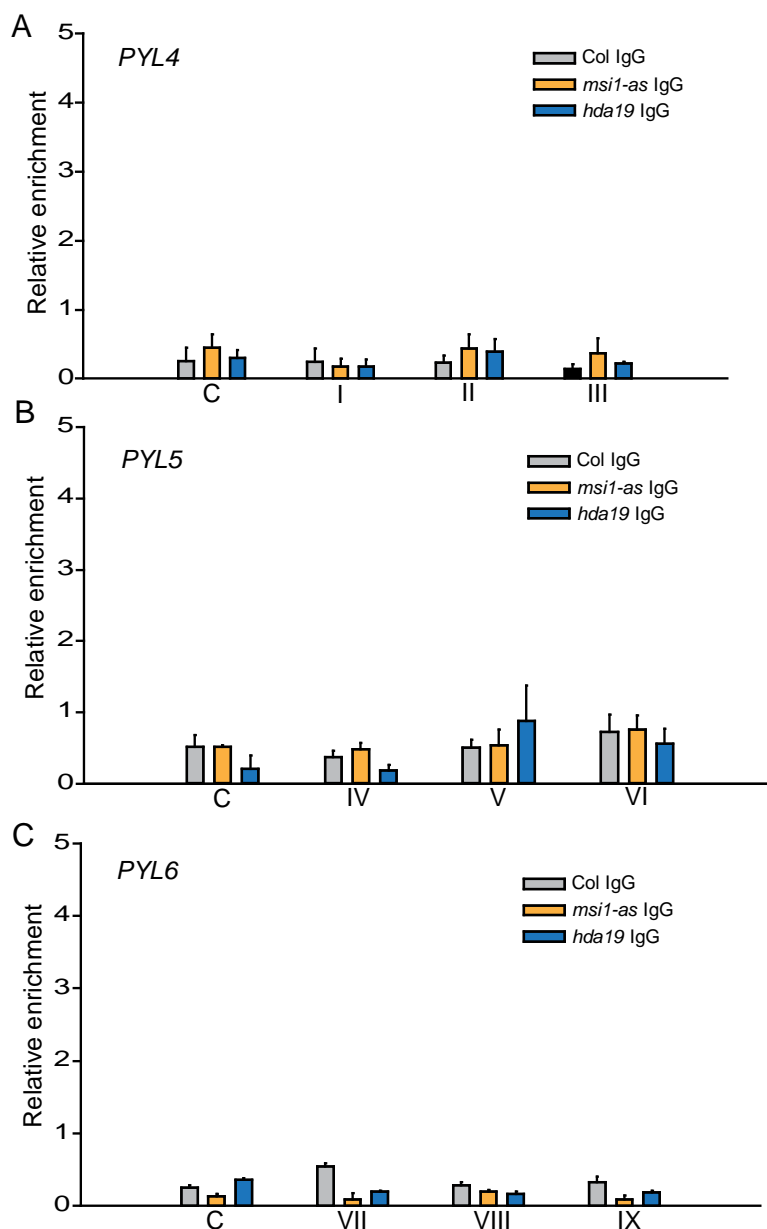 A
PYL4
Relative enrichment
5
4
3
2
1
0
Col IgG
msi1-as IgG
hda19 IgG
C I II III
B
PYL5
Relative enrichment
5
4
3
2
1
0
Col IgG
msi1-as IgG
hda19 IgG
C IV V VI
C
PYL6
Relative enrichment
5
4
3
2
1
0
Col IgG
msi1-as IgG
hda19 IgG
C VII VIII IX